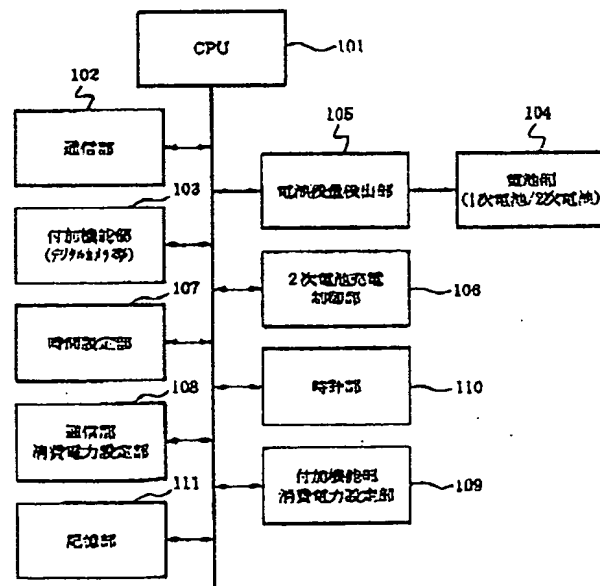 CPU
101
102
通信部
103
付加機能部
(デジタルカメラ等)
107
時間設定部
108
通信部
消費電力設定部
111
記憶部
105
電池残量検出部
104
電池部
(1次電池/2次電池)
2次電池充電
制御部
106
時計部
110
付加機能部
消費電力設定部
109